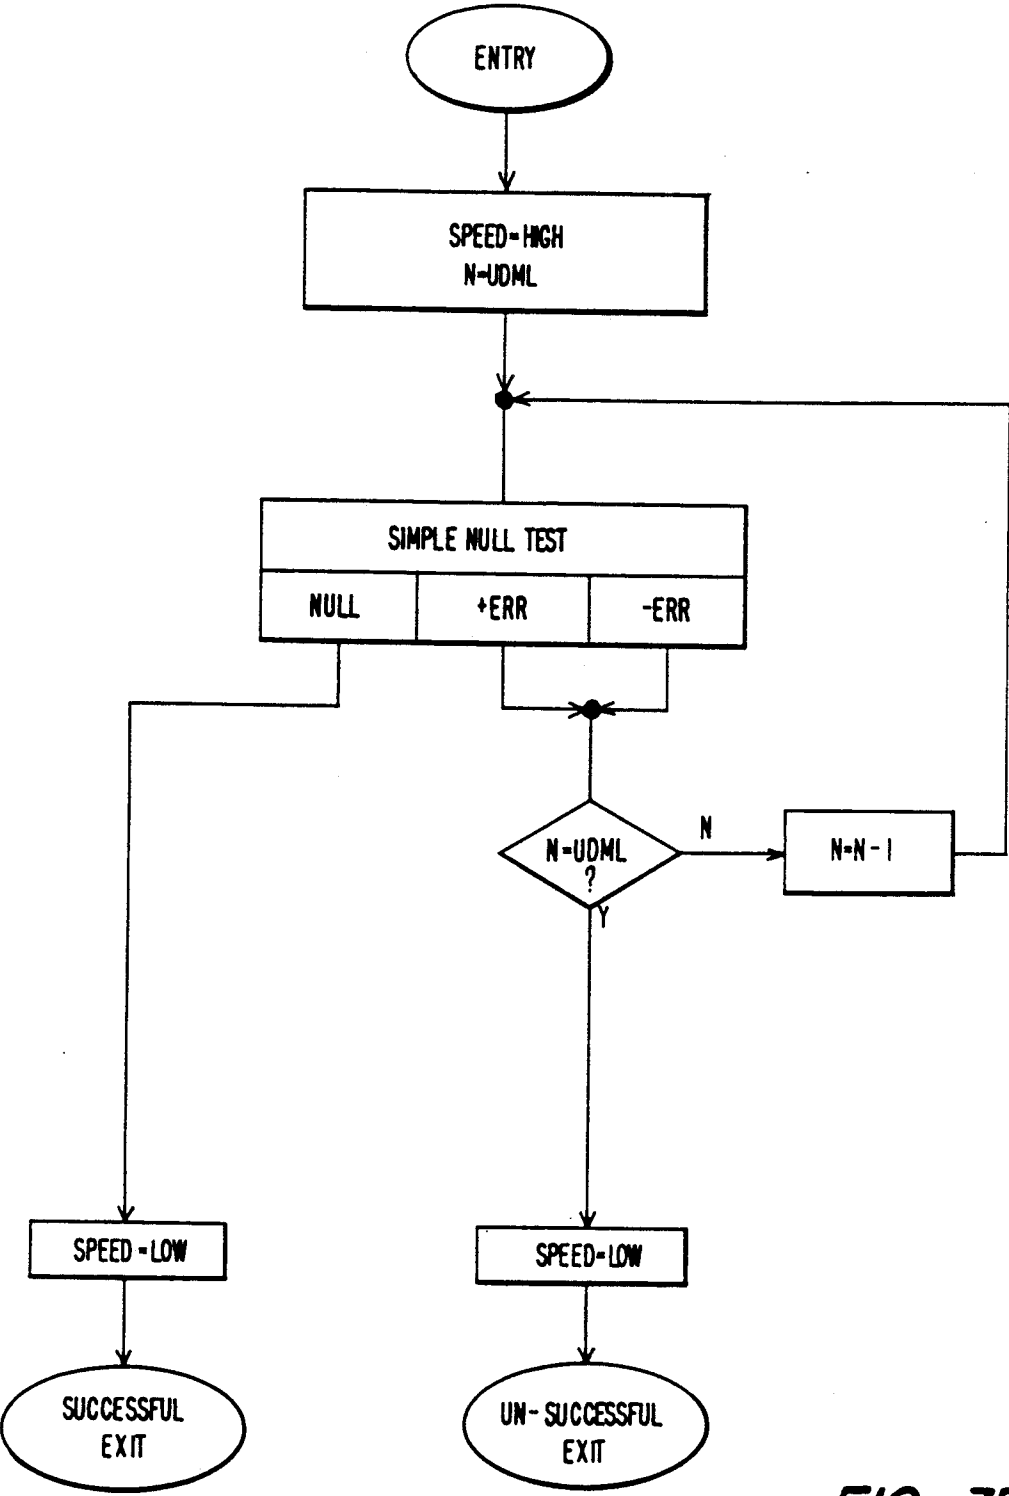 ENTRY
SPEED=HIGH
N=UDML
SIMPLE NULL TEST
NULL +ERR -ERR
N=UDML
?
N
N=N-1
Y
SPEED=LOW SPEED=LOW
SUCCESSFUL
EXIT
UN-SUCCESSFUL
EXIT
FIG.